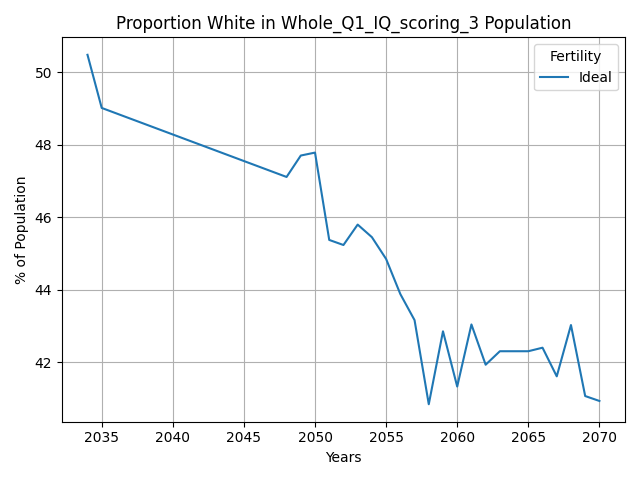 Proportion White in Whole_Q1_IQ_scoring_3 Population
Fertility
Ideal
50
48
46
44
42
% of Population
2035 2040 2045 2050 2055 2060 2065 2070
Years